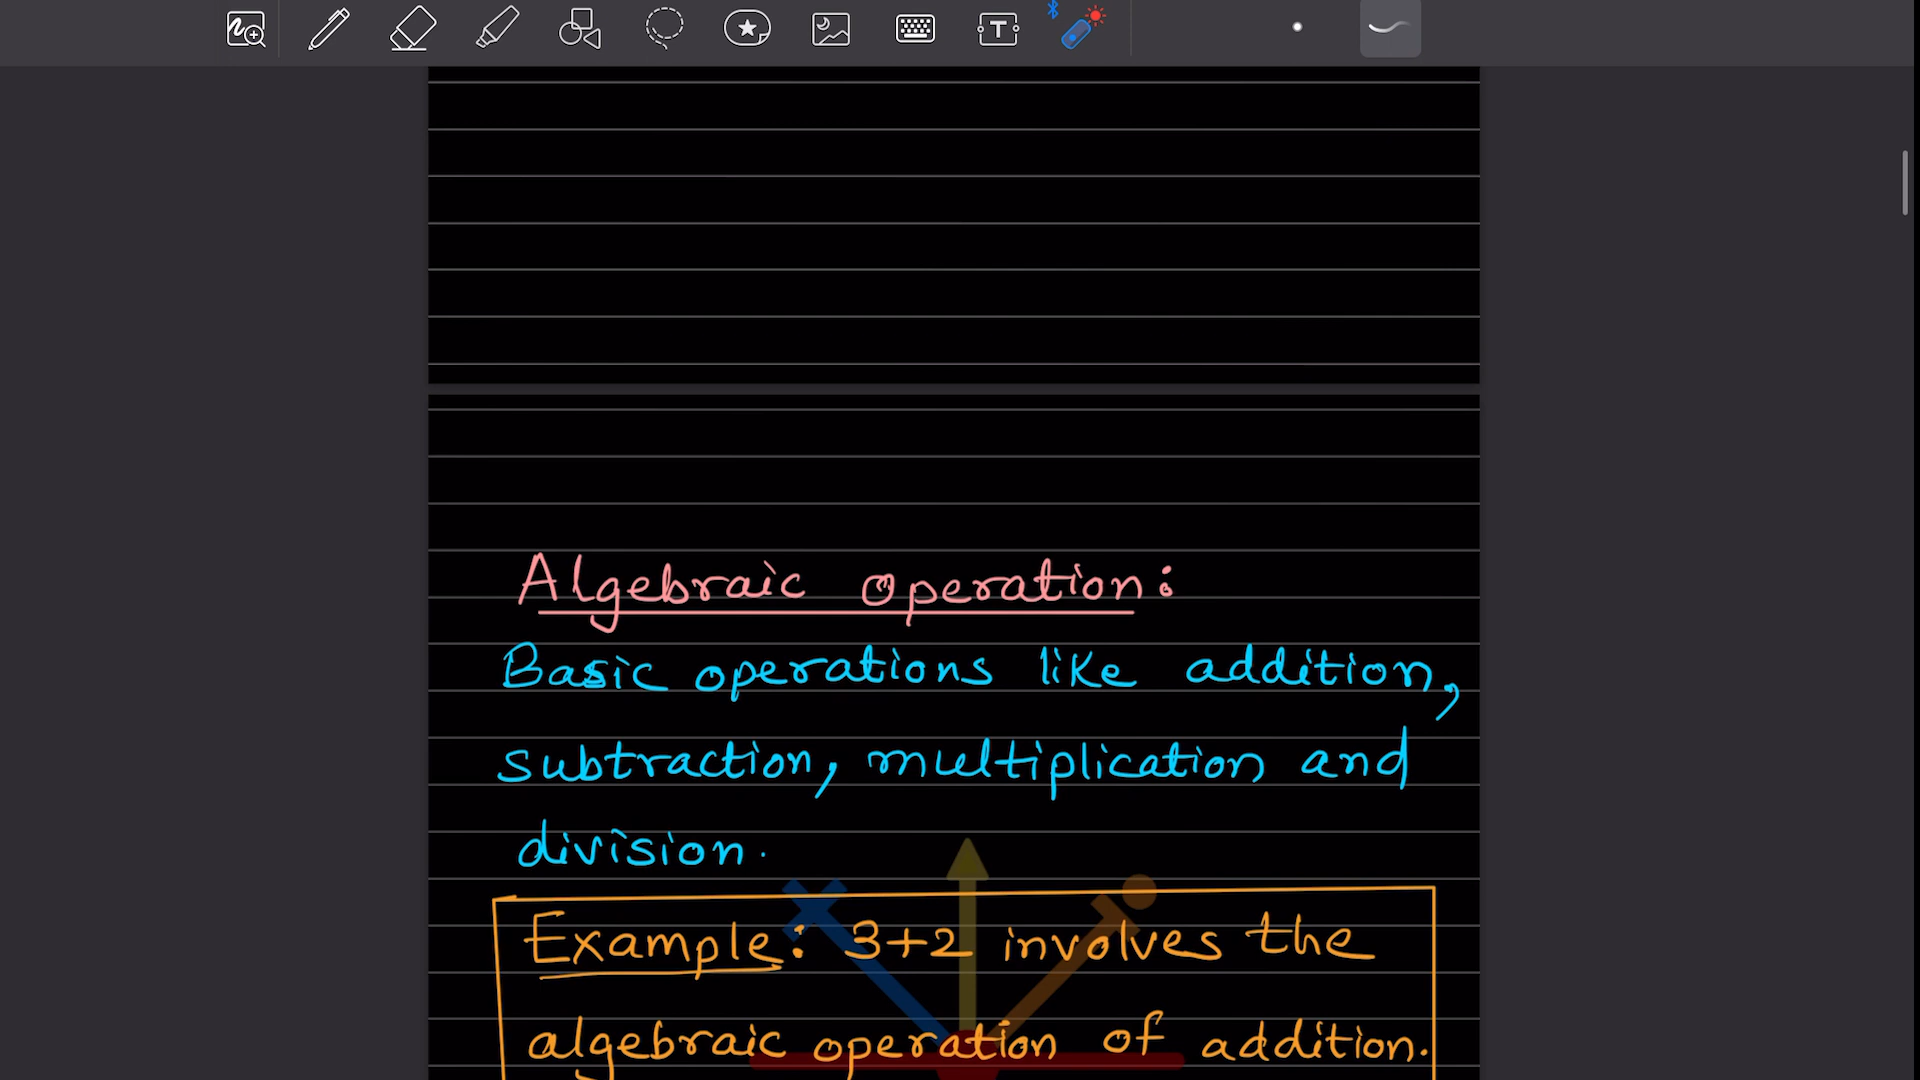 Algebraic operation:
Basic operations like addition,
subtraction, multiplication and
division.
Example: 3+2 involves the
algebraic operation of addition.